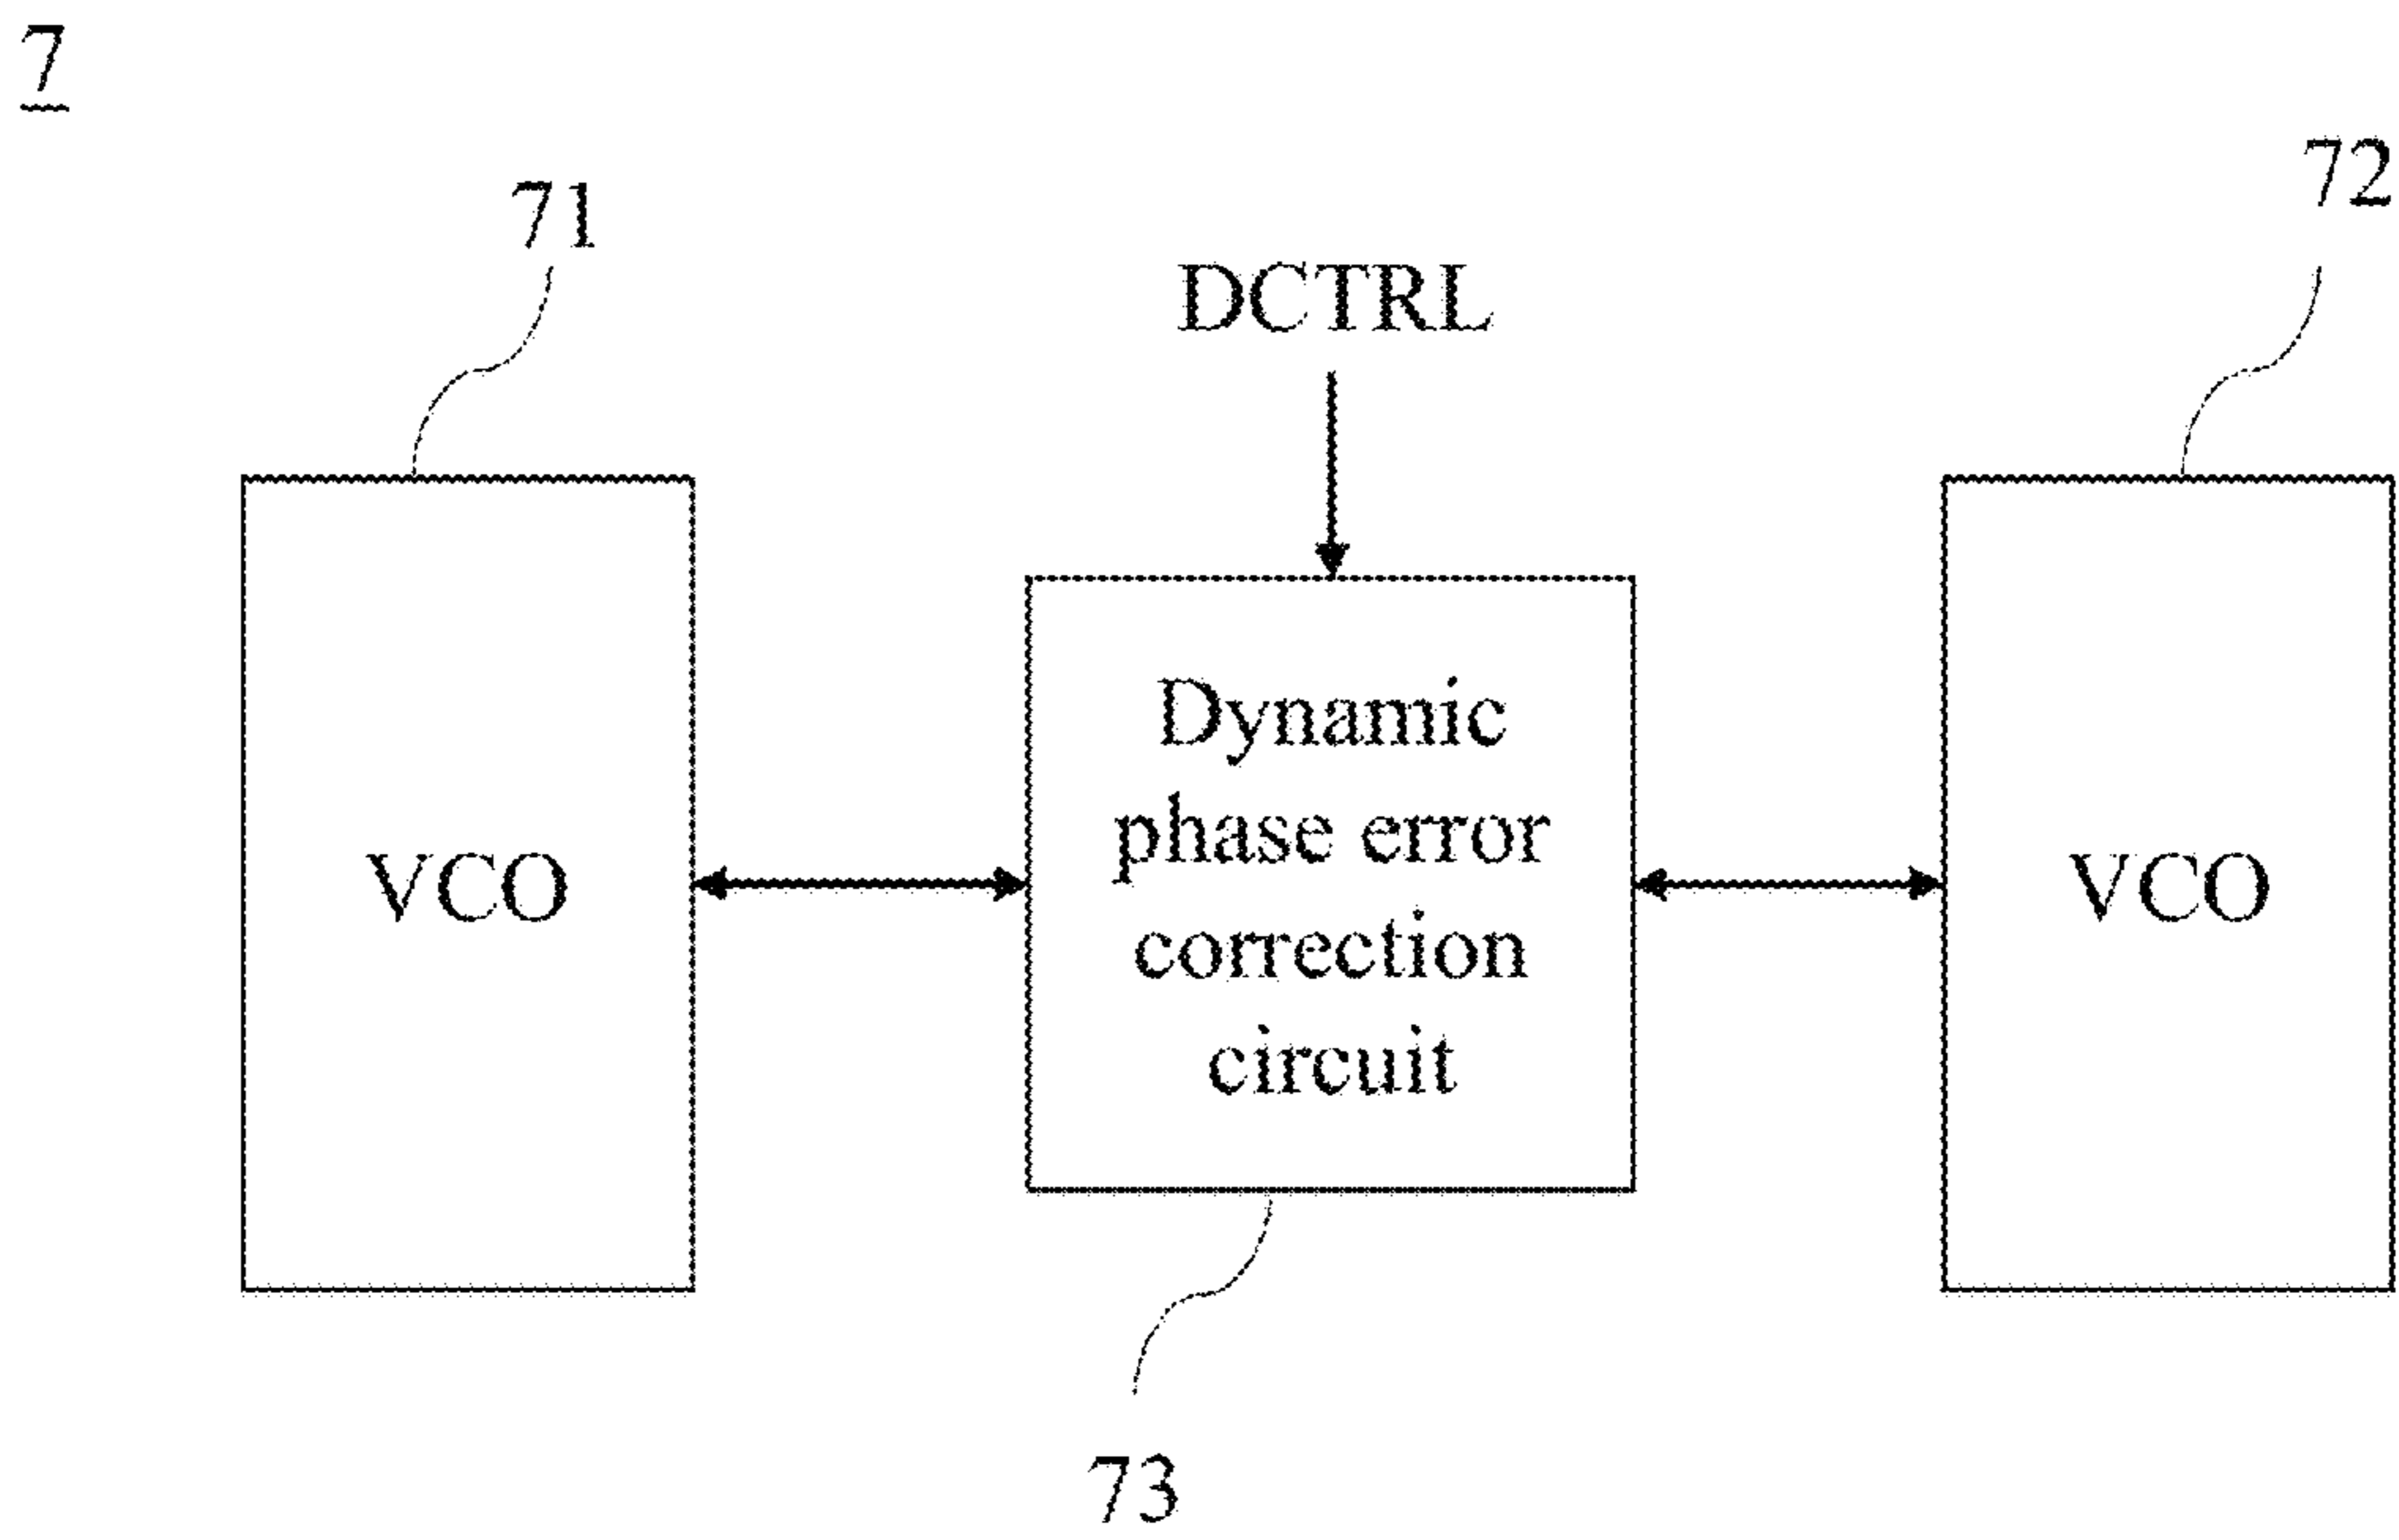 7
71
72
DCTRL
VCO
Dynamic
phase error
correction
circuit
VCO
73